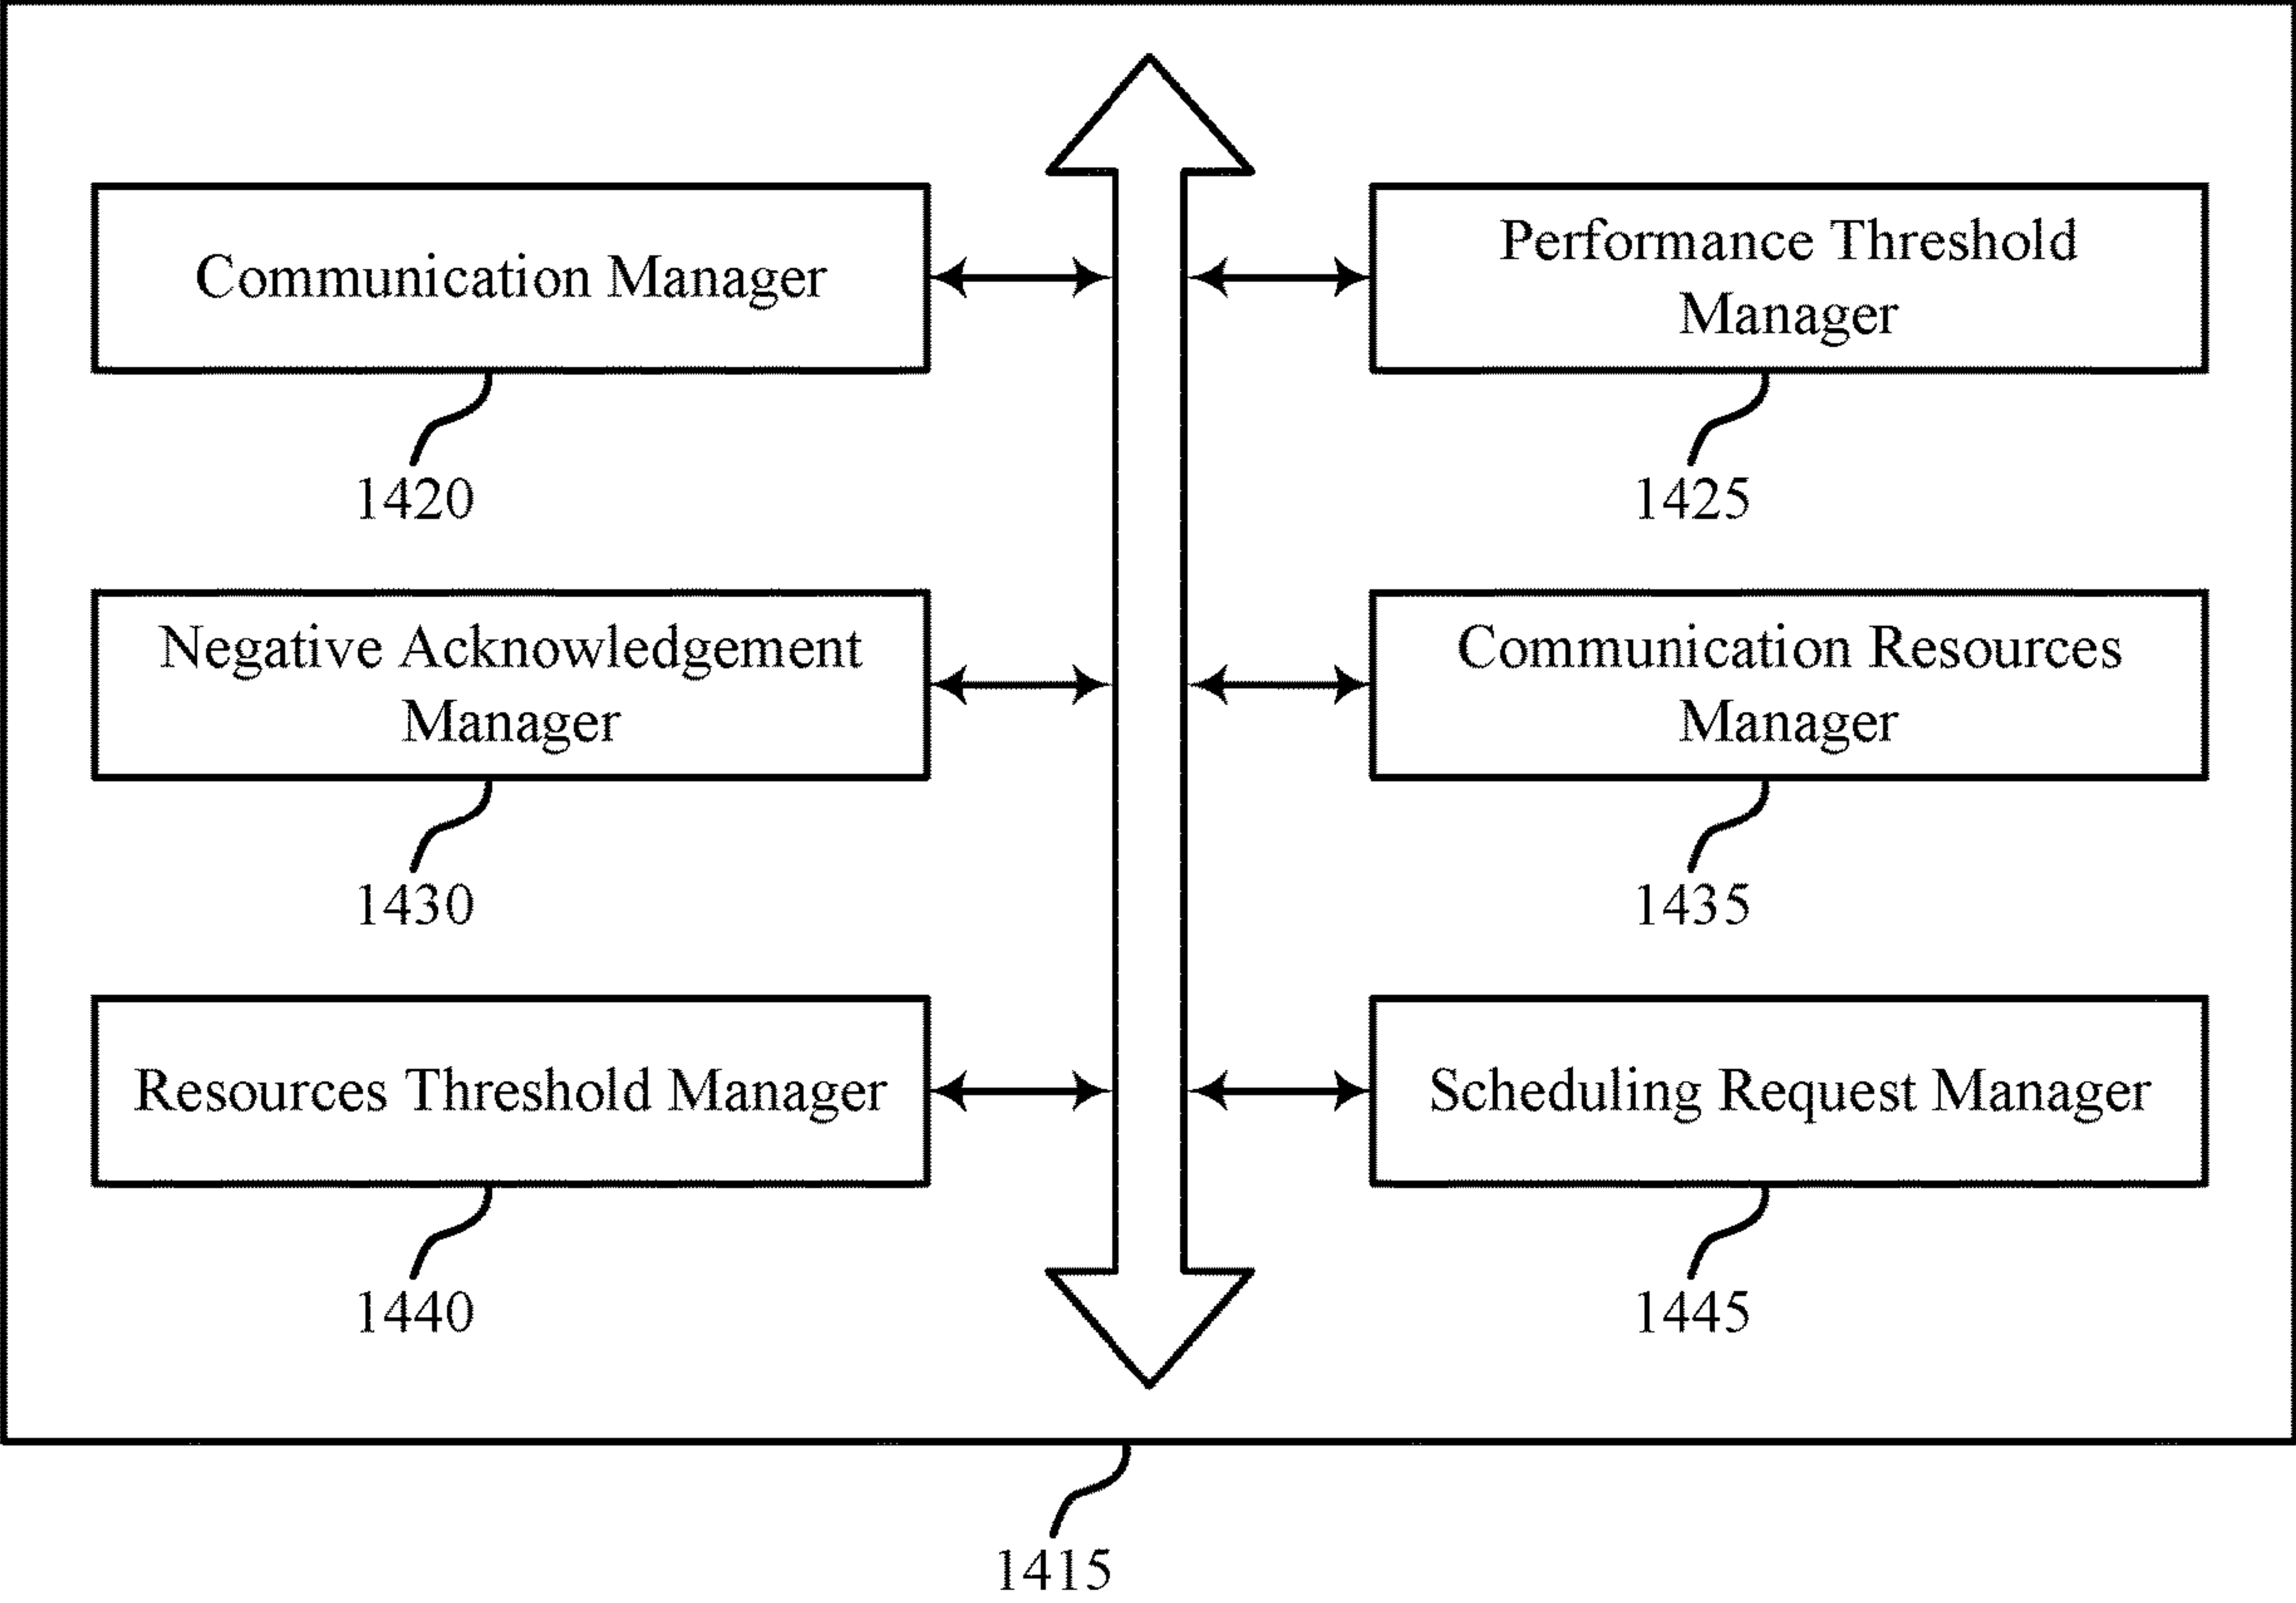 Communication Manager
1420
Performance Threshold
Manager
1425
Negative Acknowledgement
Manager
1430
Communication Resources
Manager
1435
Resources Threshold Manager
1440
Scheduling Request Manager
1445
1415